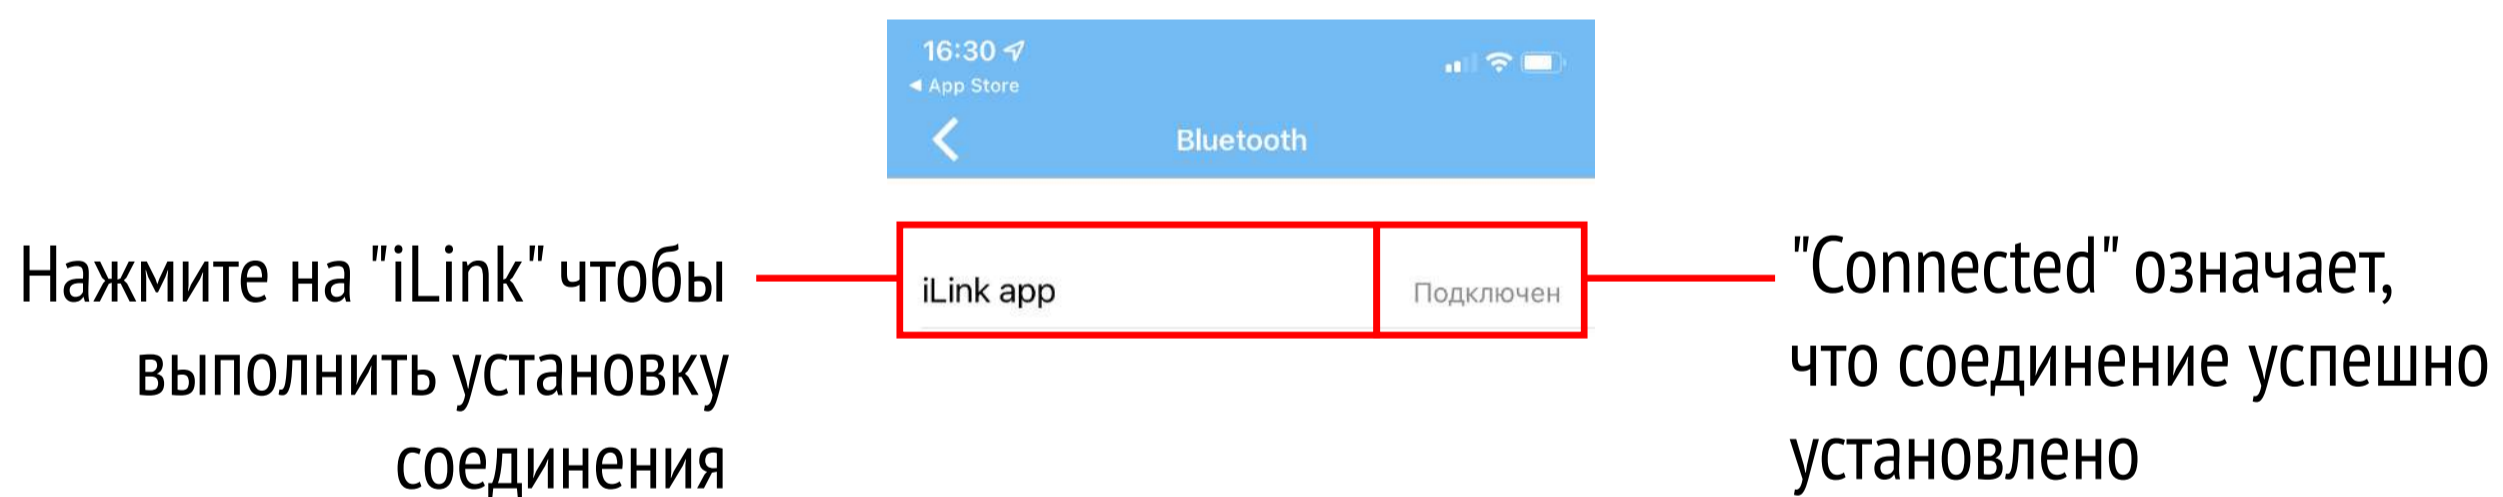 16:30
App Store
Bluetooth
Нажмите на "iLink" чтобы
выполнить установку
соединения
iLink app
Подключен
"Connected" означает,
что соединение успешно
установлено